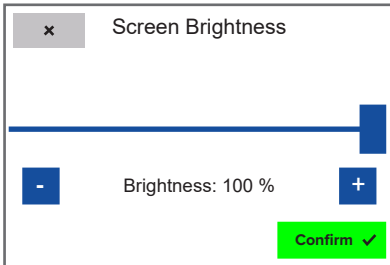 × Screen Brightness
- Brightness: 100 % +
Confirm ✓